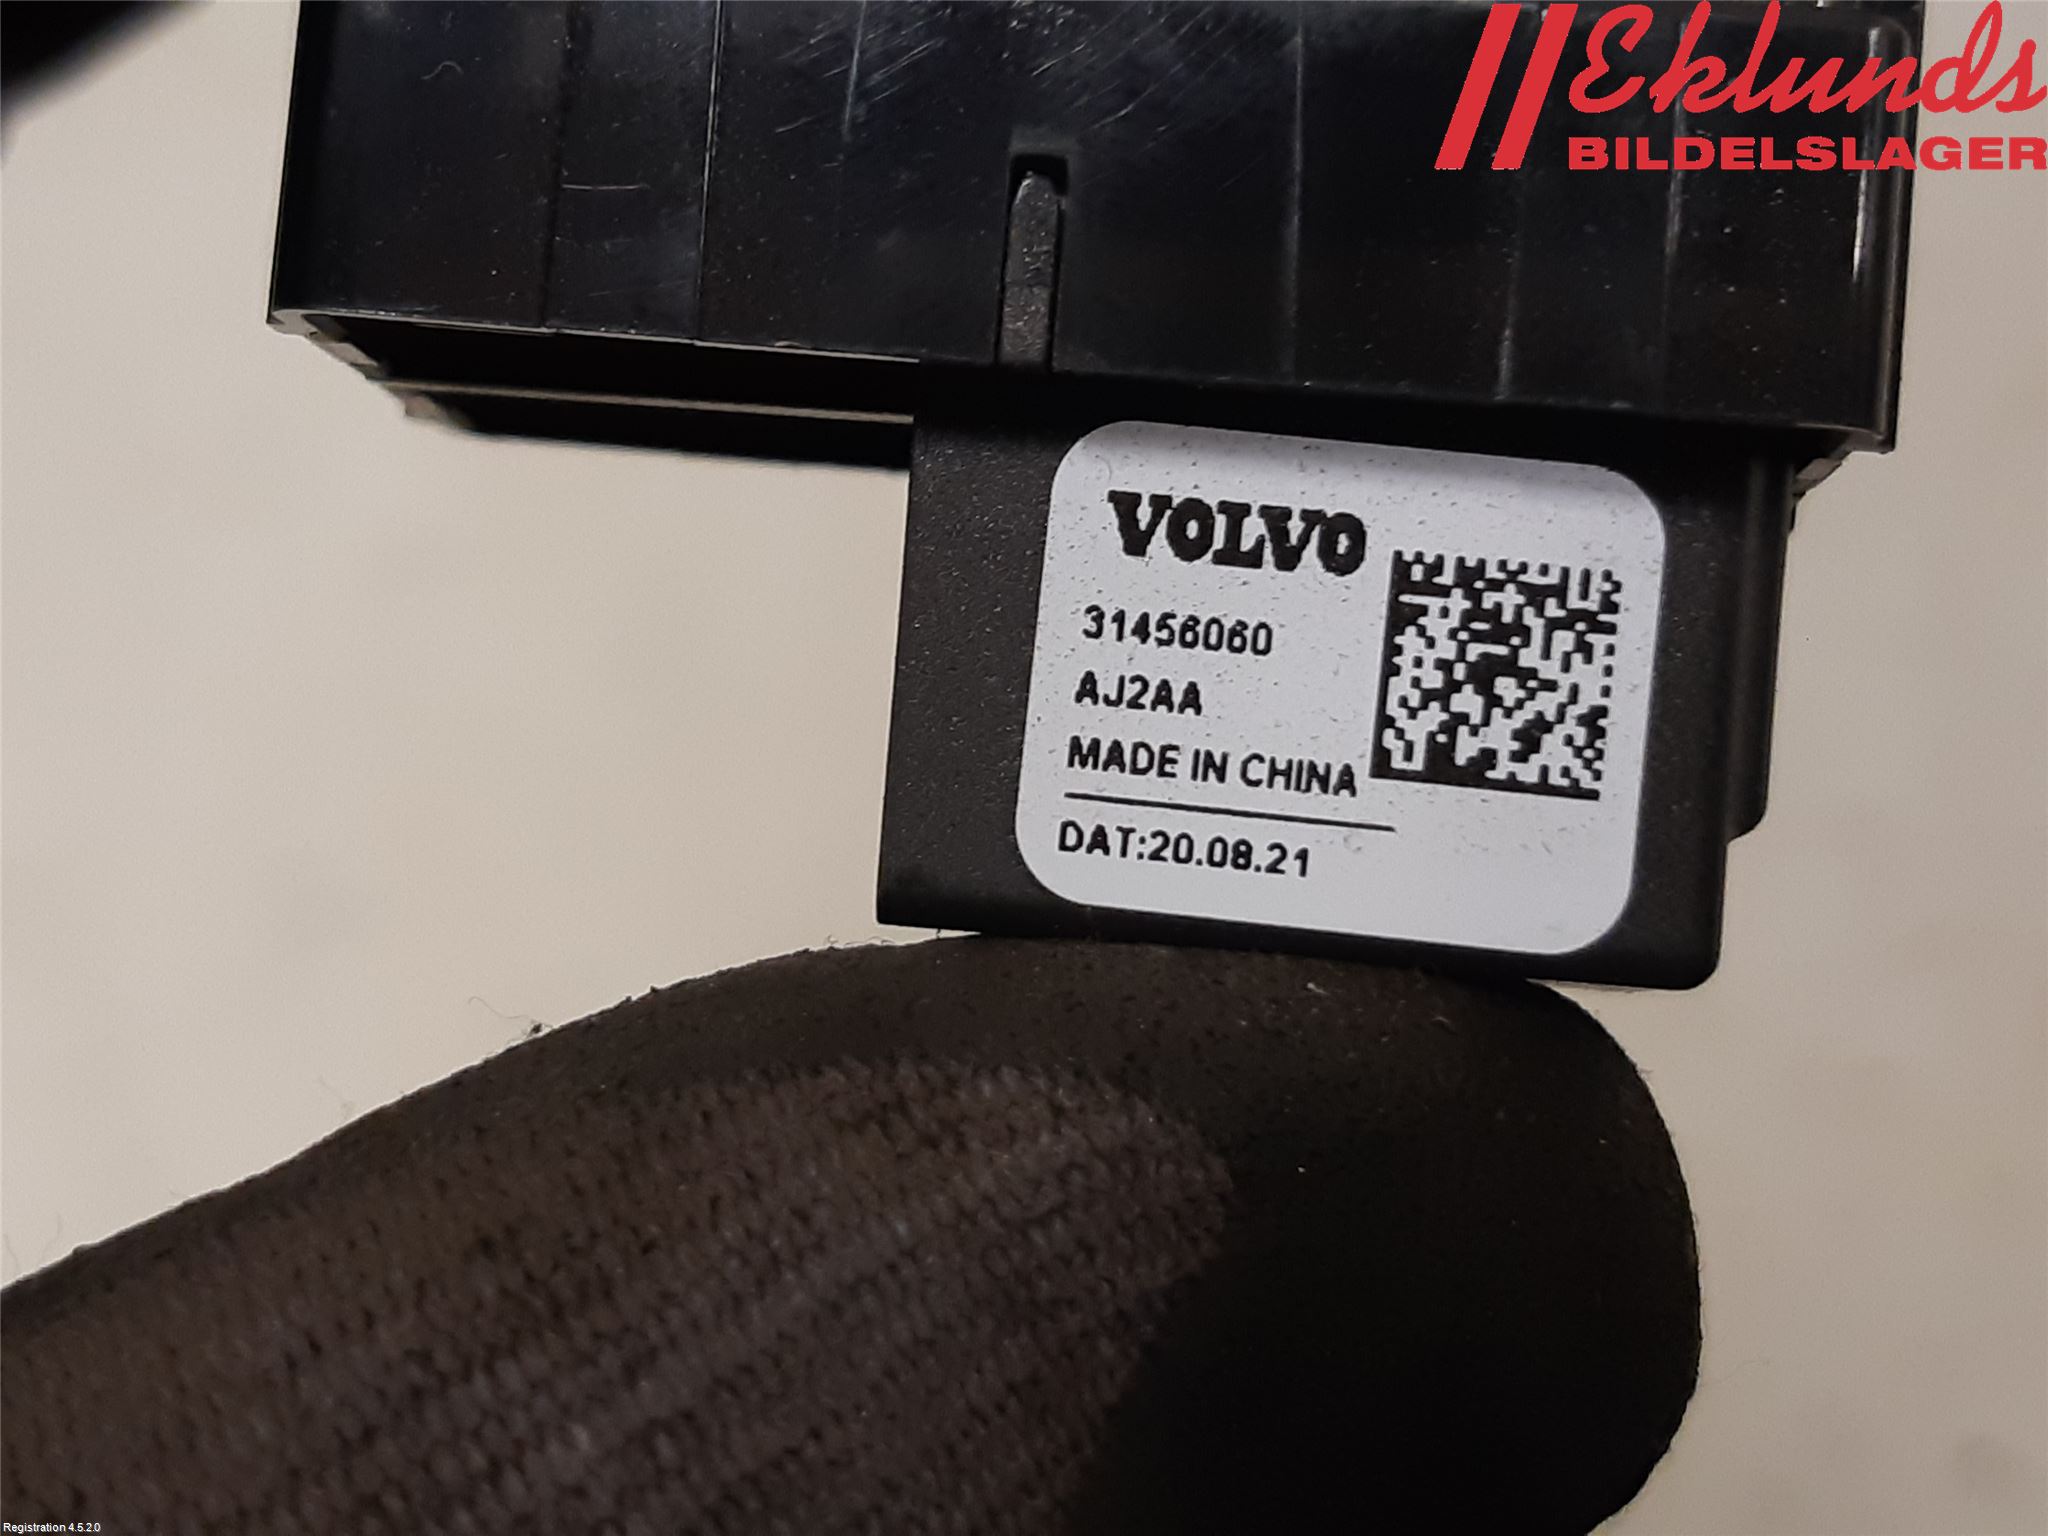 Eklunds
BILDELSLAGER
VOLVO
31456060
AJ2AA
MADE IN CHINA
DAT:20.08.21
Registration 4.5.2.0